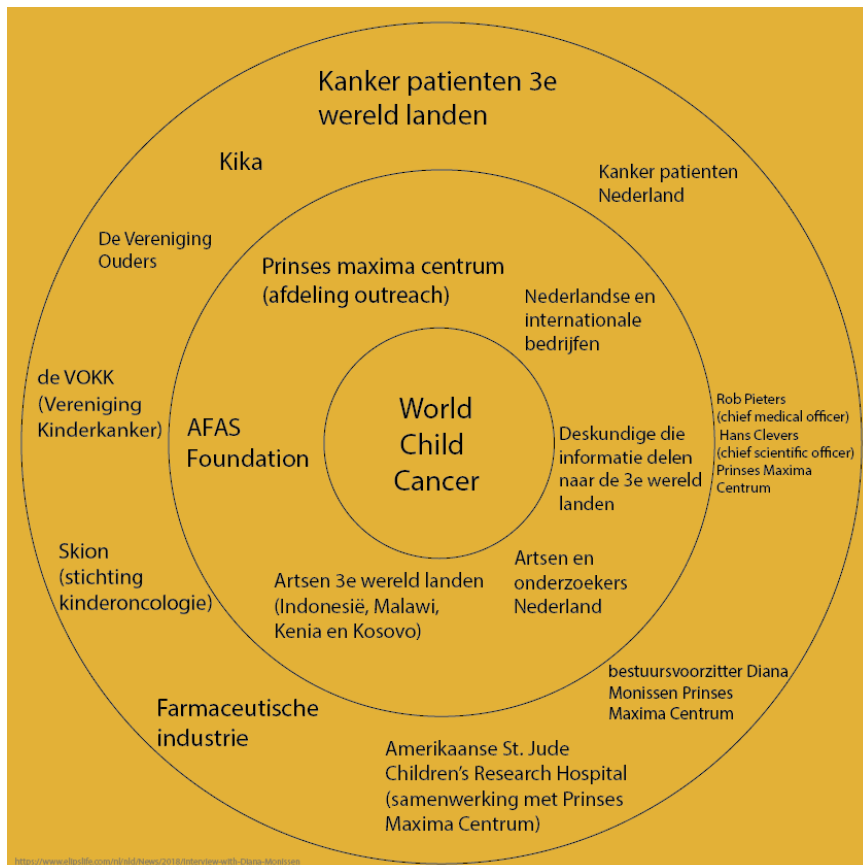 Kanker patienten 3e
wereld landen
Kika
Kanker patienten
Nederland
De Vereniging
Ouders
Prinses maxima centrum
(afdeling outreach)
Nederlandse en
internationale
bedrijfen
de VOKK
(Vereniging
Kinderkanker)
AFAS
Foundation
World
Child
Cancer
Deskundige die
informatie delen
naar de 3e wereld
landen
Rob Pieters
(chief medical officer)
Hans Clevers
(chief scientific officer)
Prinses Maxima
Centrum
Skion
(stichting
kinderoncologie)
Artsen 3e wereld landen
(Indonesië, Malawi,
Kenia en Kosovo)
Artsen en
onderzoekers
Nederland
bestuursvoorzitter Diana
Monissen Prinses
Maxima Centrum
Farmaceutische
industrie
Amerikaanse St. Jude
Children's Research Hospital
(samenwerking met Prinses
Maxima Centrum)
https://www.elipslife.com/nl/nld/News/2018/Interview-with-Diana-Monissen